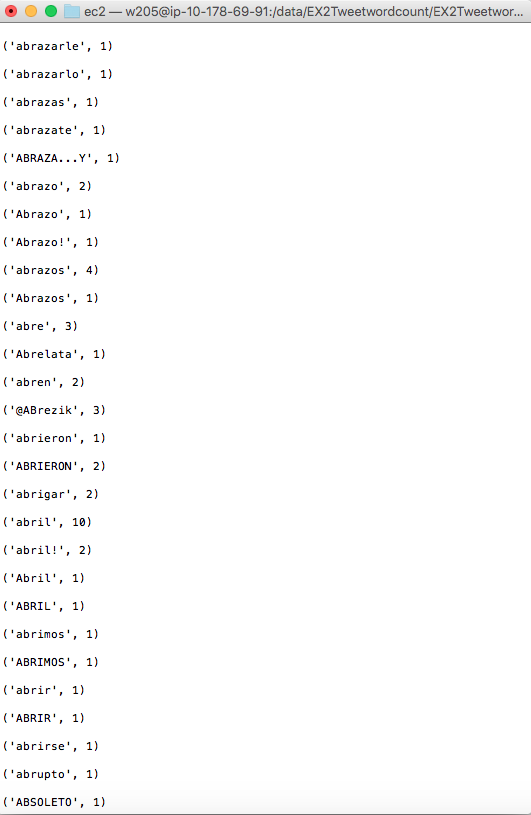 ec2 — w205@ip-10-178-69-91:/data/EX2Tweetwordcount/EX2Tweetwor...
('abrazarle', 1)
('abrazarlo', 1)
('abrazas', 1)
('abrazate', 1)
('ABRAZA...Y', 1)
('abrazo', 2)
('Abrazo', 1)
('Abrazo!', 1)
('abrazos', 4)
('Abrazos', 1)
('abre', 3)
('Abrelata', 1)
('abren', 2)
('@ABrezik', 3)
('abrieron', 1)
('ABRIERON', 2)
('abrigar', 2)
('abril', 10)
('abril!', 2)
('Abril', 1)
('ABRIL', 1)
('abrimos', 1)
('ABRIMOS', 1)
('abrir', 1)
('ABRIR', 1)
('abrirse', 1)
('abrupto', 1)
('ABSOLETO', 1)